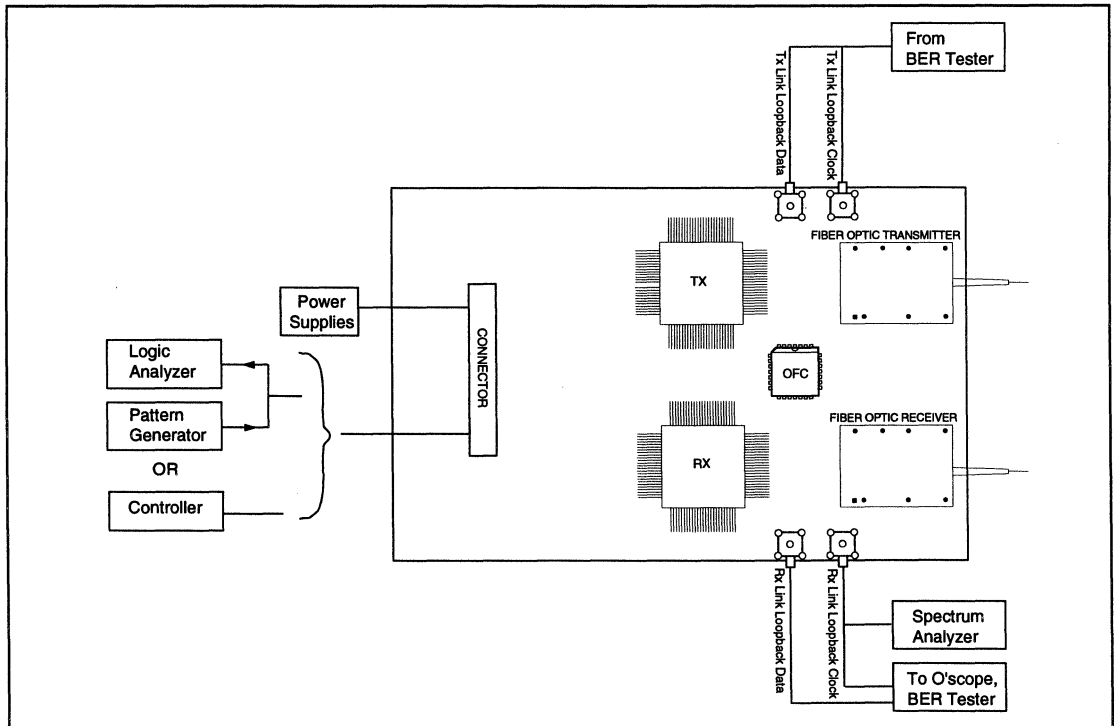 From
BER Tester
Tx Link Loopback Data
Tx Link Loopback Clock
FIBER OPTIC TRANSMITTER
TX
Power
Supplies
CONNECTOR
Logic
Analyzer
Pattern
Generator
OR
Controller
OFC
FIBER OPTIC RECEIVER
RX
Rx Link Loopback Data
Rx Link Loopback Clock
Spectrum
Analyzer
To O'scope,
BER Tester